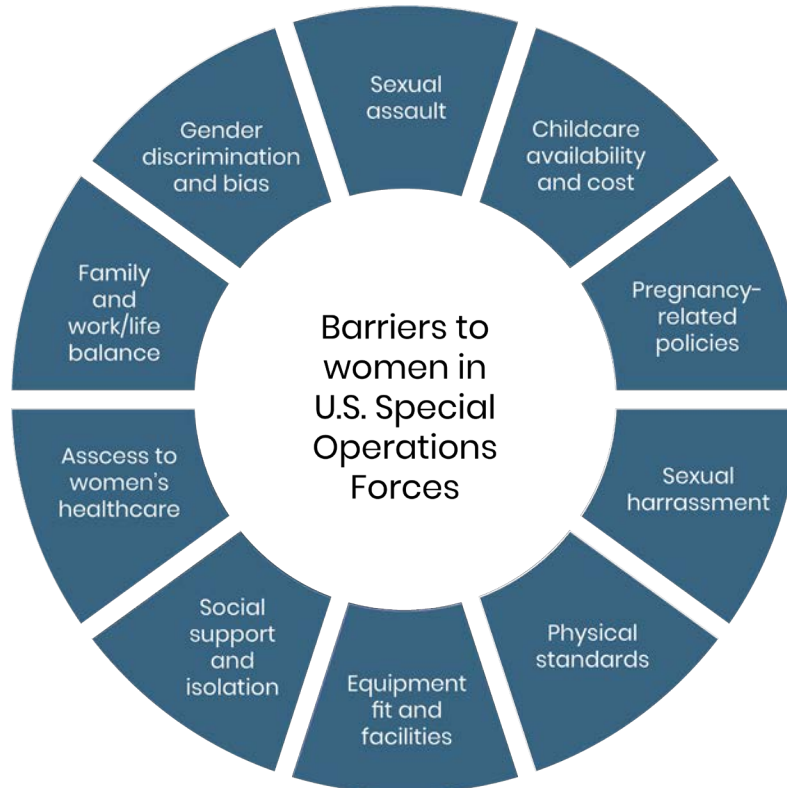 Sexual
assault
Childcare
availability
and cost
Pregnancy-
related
policies
Sexual
harrassment
Physical
standards
Equipment
fit and
facilities
Social
support
and
isolation
Asscess to
women's
healthcare
Family
and
work/life
balance
Gender
discrimination
and bias
Barriers to
women in
U.S. Special
Operations
Forces